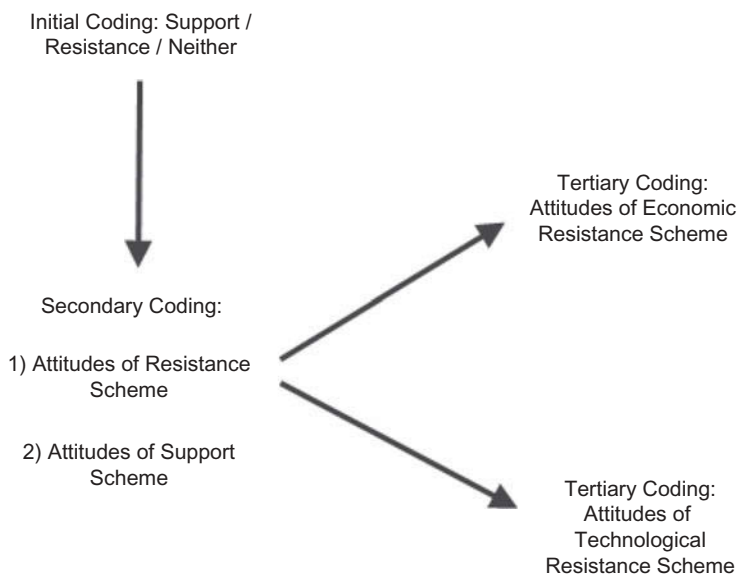 Initial Coding: Support /
Resistance / Neither
Secondary Coding:
1) Attitudes of Resistance
Scheme
2) Attitudes of Support
Scheme
Tertiary Coding:
Attitudes of Economic
Resistance Scheme
Tertiary Coding:
Attitudes of
Technological
Resistance Scheme